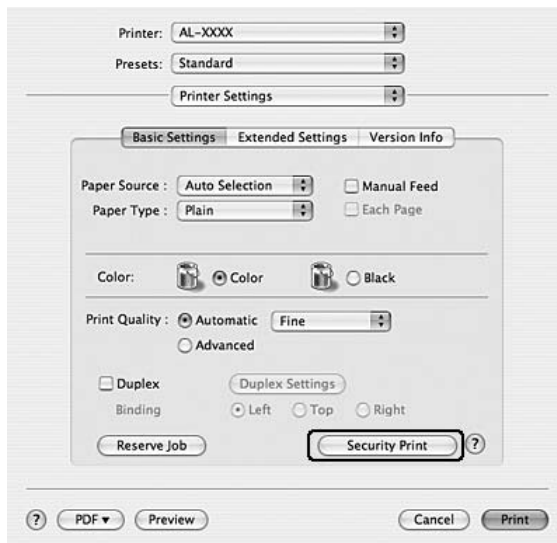 Printer: AL-XXXX
Presets: Standard
Printer Settings
Basic Settings Extended Settings Version Info
Paper Source : Auto Selection Manual Feed
Paper Type : Plain Each Page
Color: Color Black
Print Quality : Automatic Fine
Advanced
Duplex Duplex Settings
Binding Left Top Right
Reserve Job Security Print ?
? PDF ▼ Preview Cancel Print